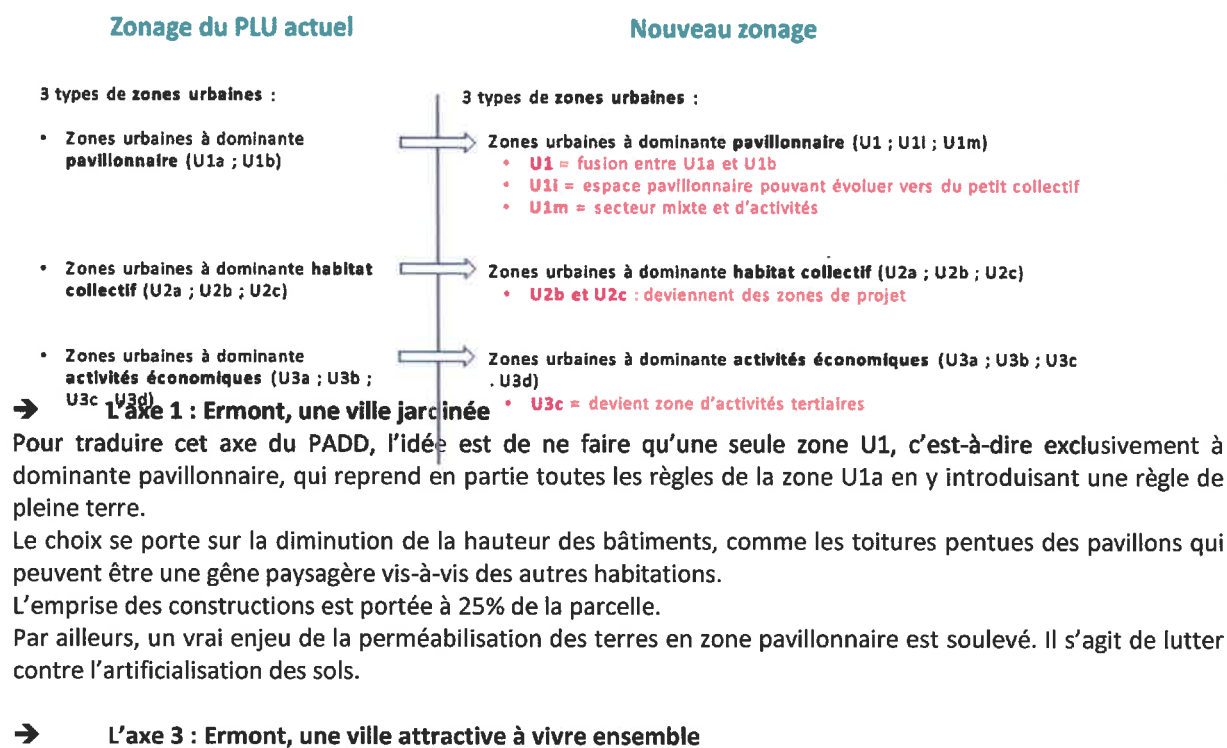 Zonage du PLU actuel
Nouveau zonage
3 types de zones urbaines :
• Zones urbaines à dominante
pavillonnaire (U1a ; U1b)
• Zones urbaines à dominante habitat
collectif (U2a ; U2b ; U2c)
• Zones urbaines à dominante
activités économiques (U3a ; U3b ;
U3c . U3d)
3 types de zones urbaines :
Zones urbaines à dominante pavillonnaire (U1 ; U1i ; U1m)
• U1 = fusion entre U1a et U1b
• U1i = espace pavillonnaire pouvant évoluer vers du petit collectif
• U1m = secteur mixte et d'activités
Zones urbaines à dominante habitat collectif (U2a ; U2b ; U2c)
• U2b et U2c : deviennent des zones de projet
Zones urbaines à dominante activités économiques (U3a ; U3b ; U3c
. U3d)
• U3c = devient zone d'activités tertiaires
➔ L'axe 1 : Ermont, une ville jardinée
Pour traduire cet axe du PADD, l'idée est de ne faire qu'une seule zone U1, c'est-à-dire exclusivement à
dominante pavillonnaire, qui reprend en partie toutes les règles de la zone U1a en y introduisant une règle de
pleine terre.
Le choix se porte sur la diminution de la hauteur des bâtiments, comme les toitures pentues des pavillons qui
peuvent être une gêne paysagère vis-à-vis des autres habitations.
L'emprise des constructions est portée à 25% de la parcelle.
Par ailleurs, un vrai enjeu de la perméabilisation des terres en zone pavillonnaire est soulevé. Il s'agit de lutter
contre l'artificialisation des sols.
➔ L'axe 3 : Ermont, une ville attractive à vivre ensemble